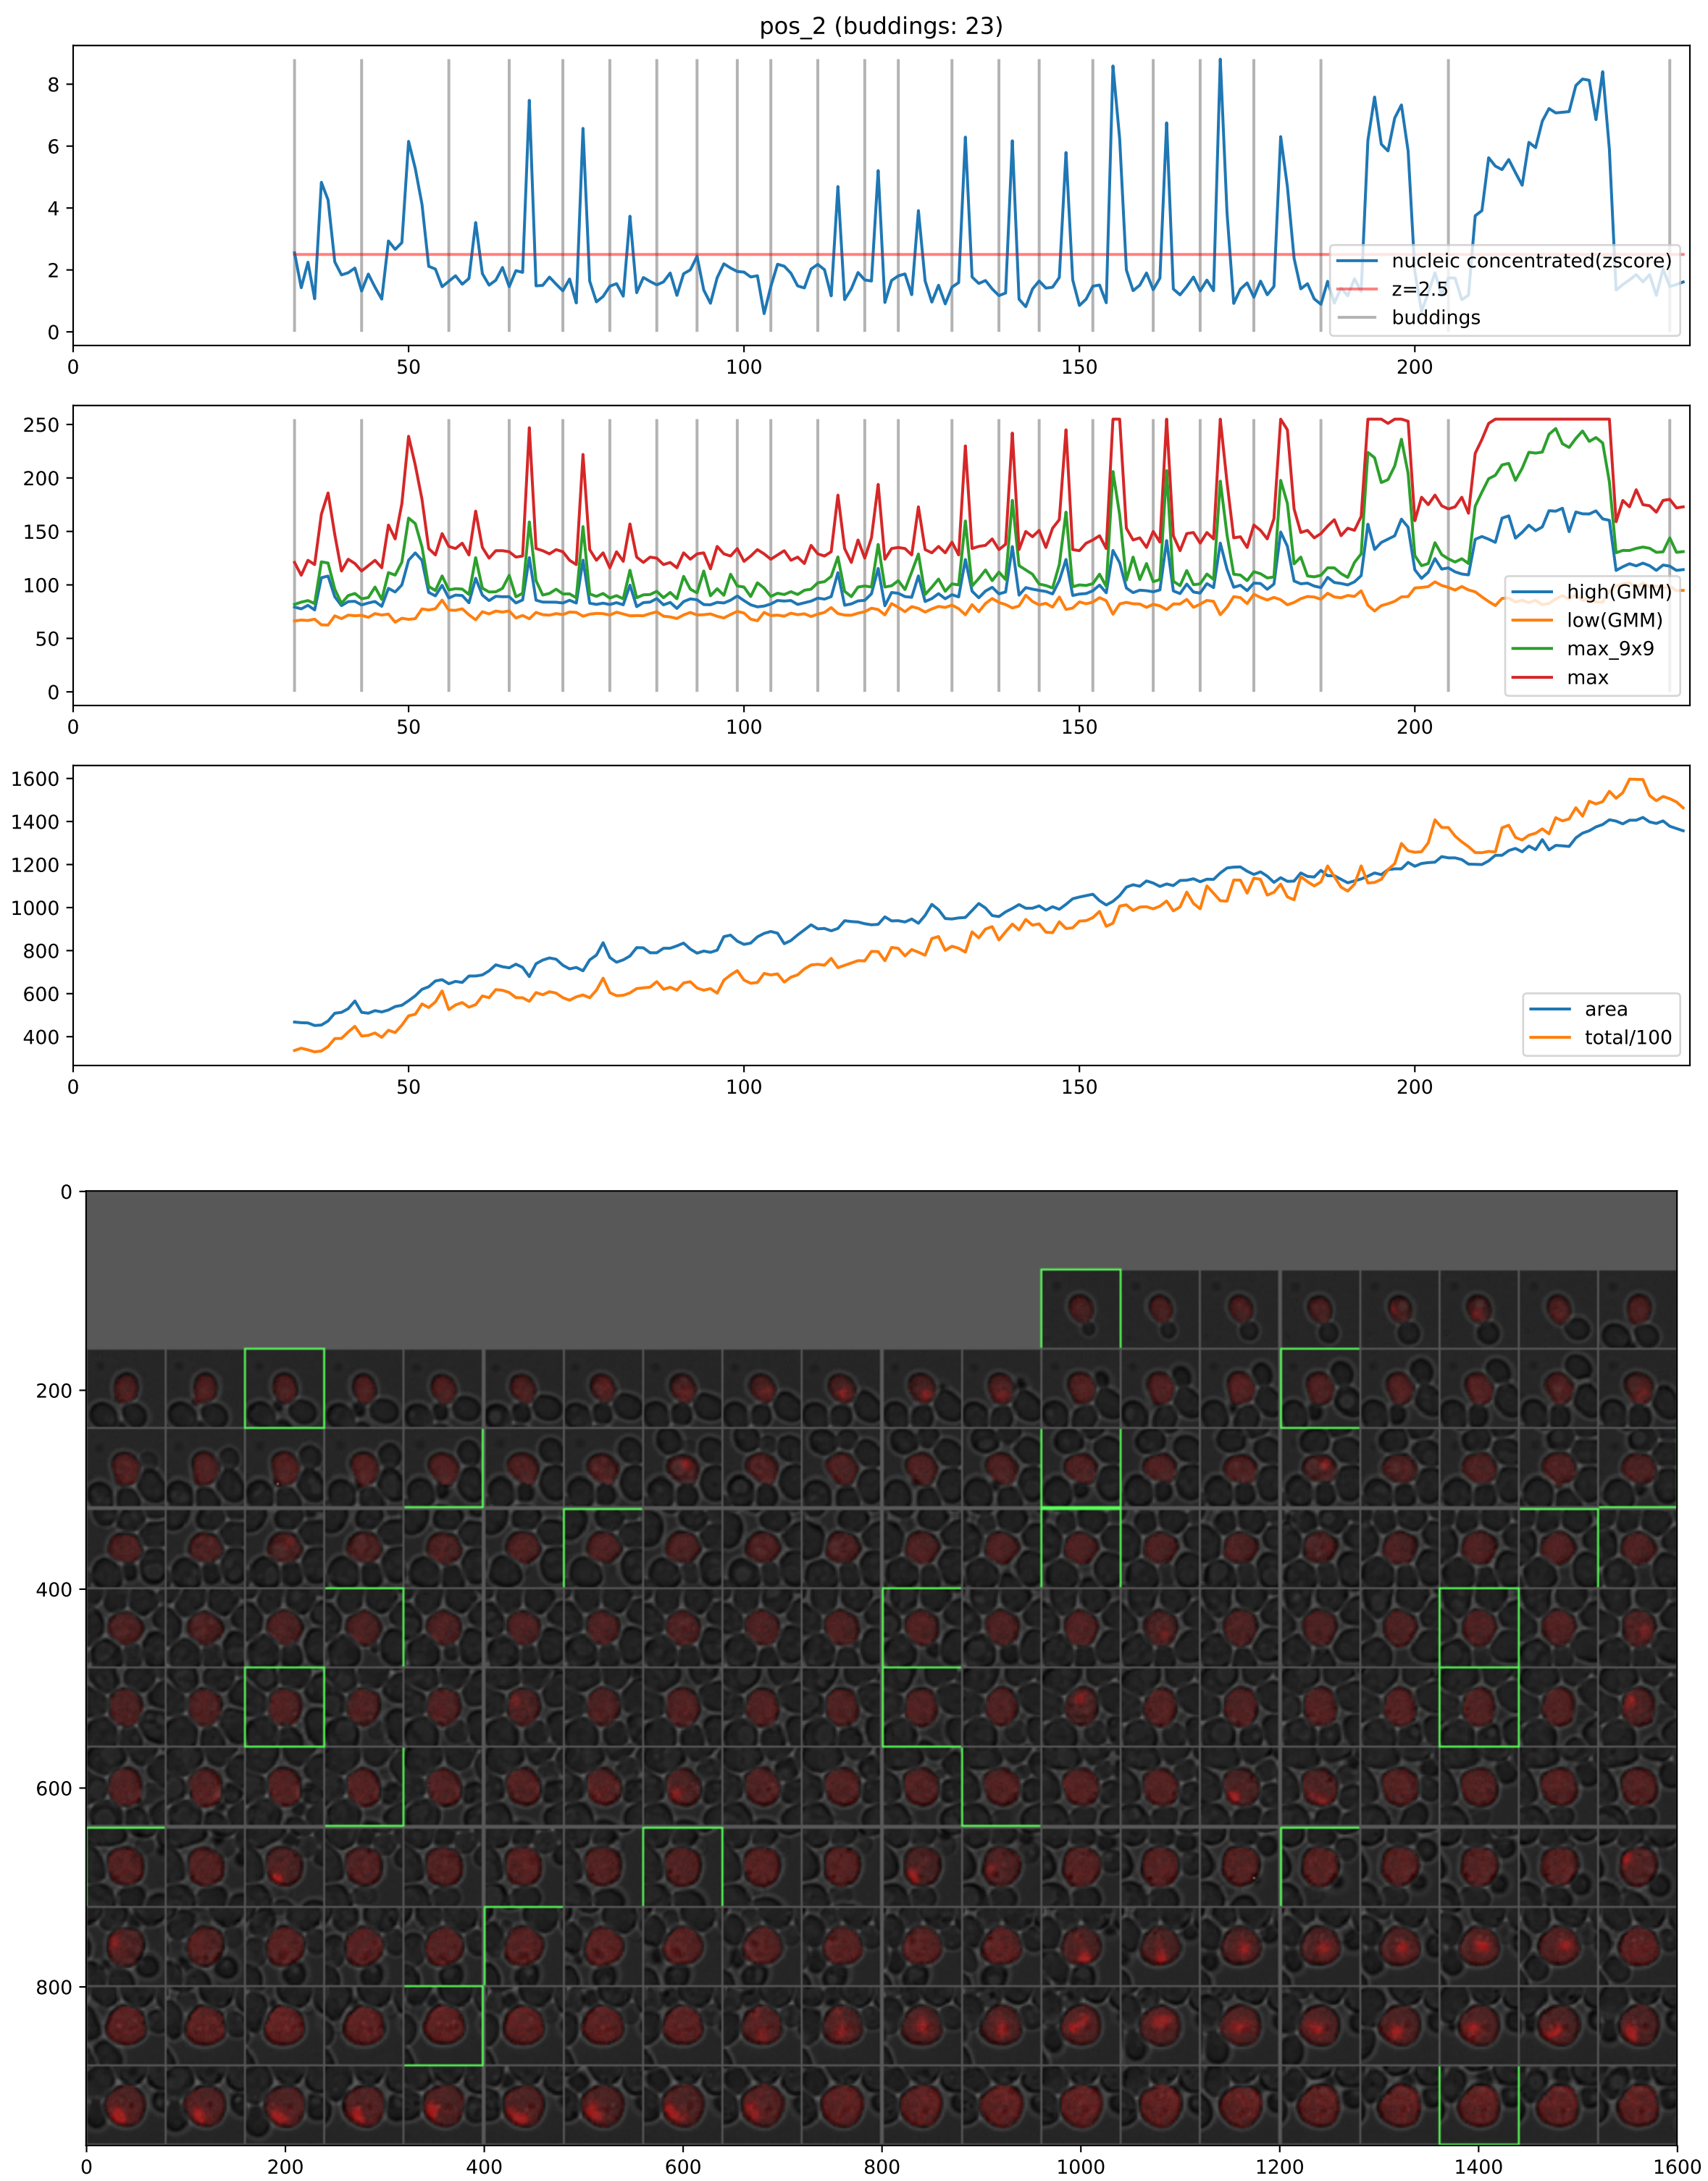 pos_2 (buddings: 23)
8
6
4
2
0
nucleic concentrated(zscore)
z=2.5
buddings
0 50 100 150 200
250
200
150
100
50
0
high(GMM)
low(GMM)
max_9x9
max
0 50 100 150 200
1600
1400
1200
1000
800
600
400
area
total/100
0 50 100 150 200
0
200
400
600
800
0 200 400 600 800 1000 1200 1400 1600